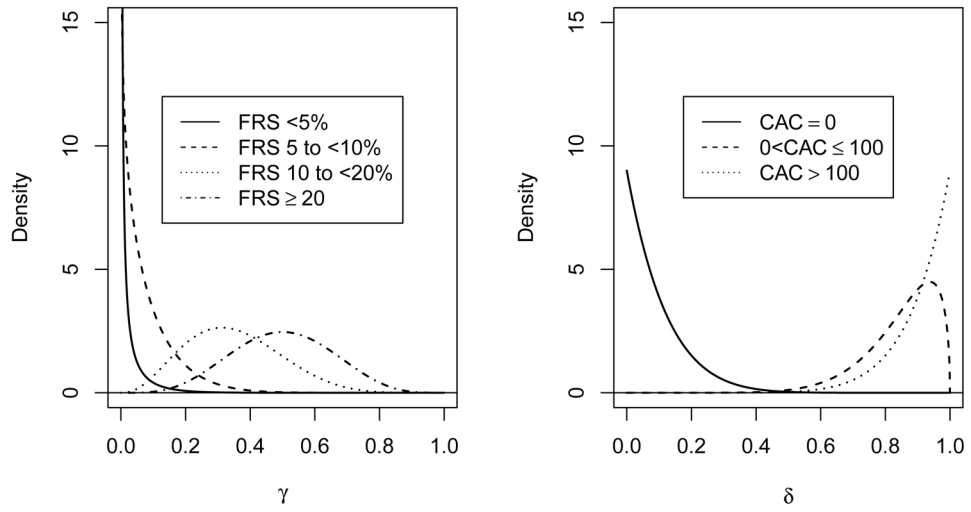 15
10
5
0
Density
FRS <5%
FRS 5 to <10%
FRS 10 to <20%
FRS ≥ 20
0.0 0.2 0.4 0.6 0.8 1.0
γ
15
10
5
0
Density
CAC = 0
0<CAC ≤ 100
CAC > 100
0.0 0.2 0.4 0.6 0.8 1.0
δ